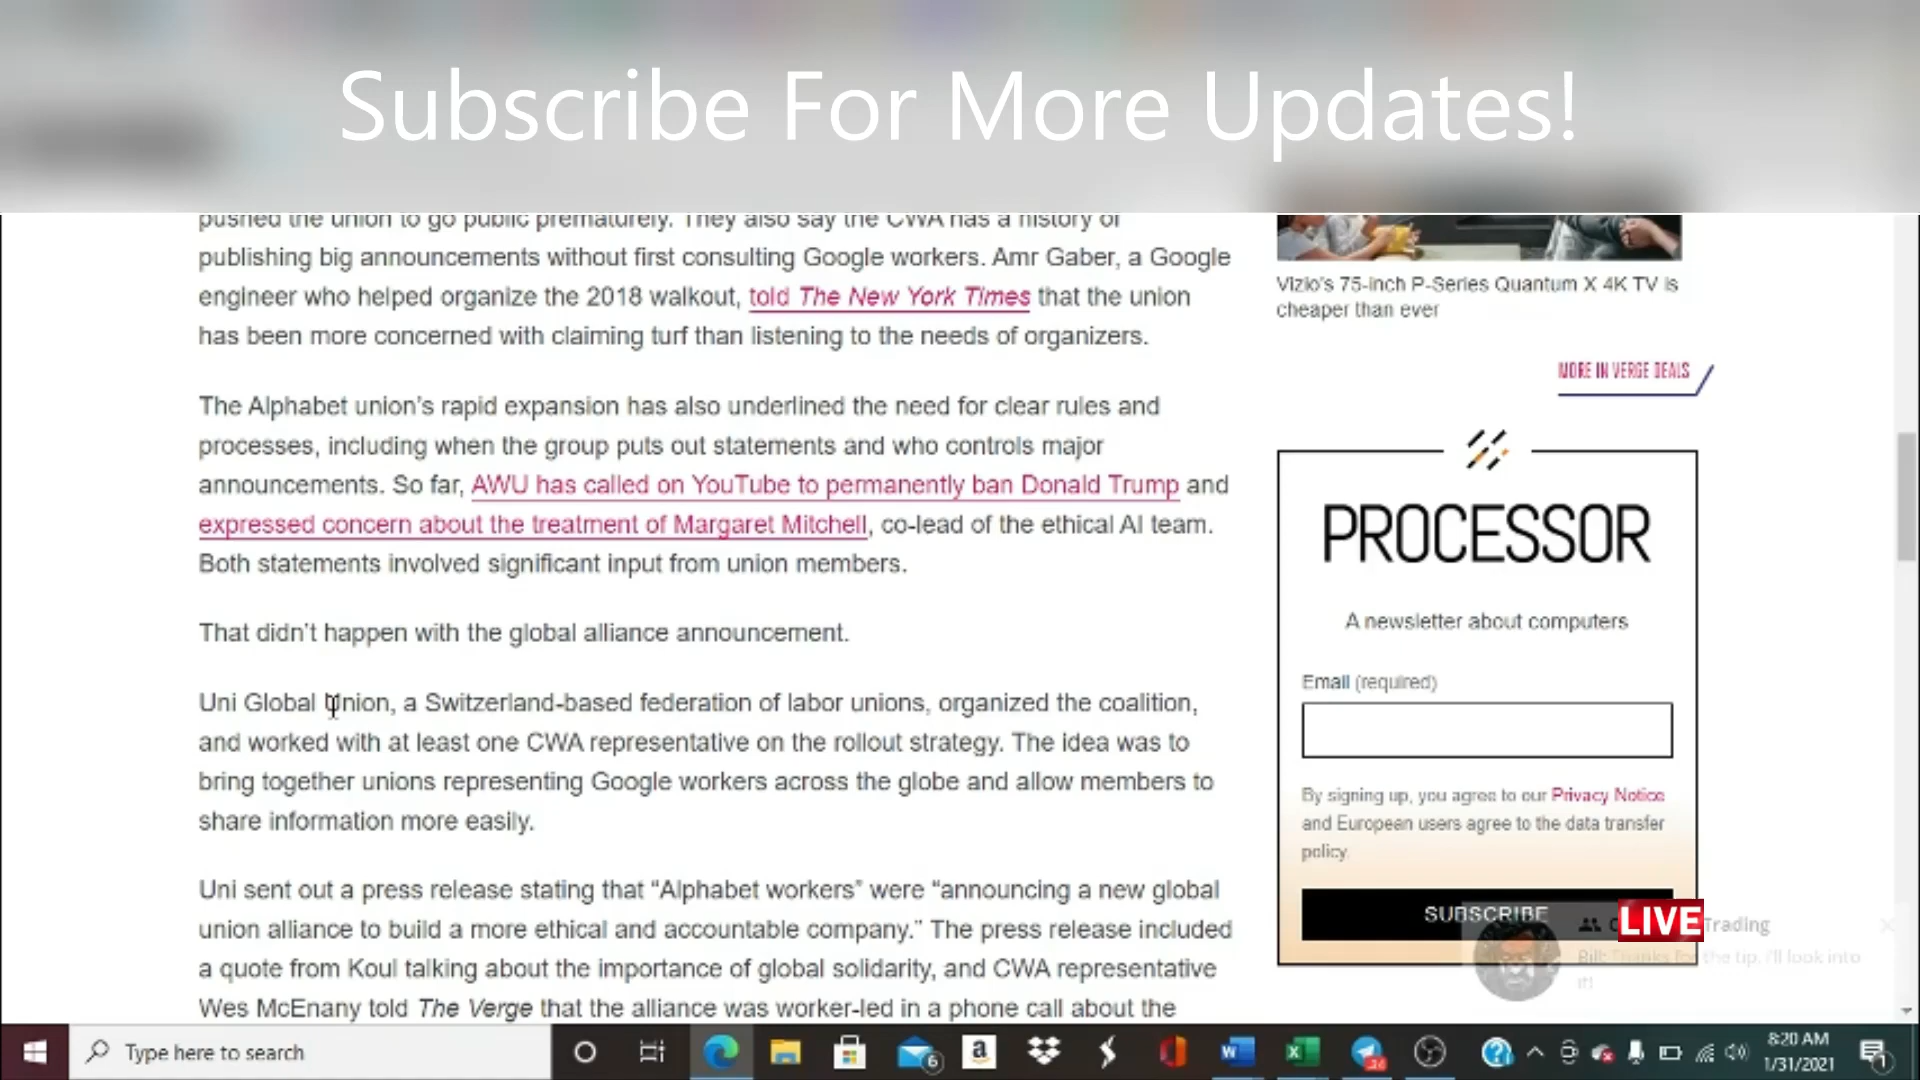 Subscribe For More Updates!
pushed the union to go public prematurely. They also say the CWA has a history of
publishing big announcements without first consulting Google workers. Amr Gaber, a Google
engineer who helped organize the 2018 walkout, told The New York Times that the union
has been more concerned with claiming turf than listening to the needs of organizers.
The Alphabet union’s rapid expansion has also underlined the need for clear rules and
processes, including when the group puts out statements and who controls major
announcements. So far, AWU has called on YouTube to permanently ban Donald Trump and
expressed concern about the treatment of Margaret Mitchell, co-lead of the ethical AI team.
Both statements involved significant input from union members.
That didn’t happen with the global alliance announcement.
Uni Global Union, a Switzerland-based federation of labor unions, organized the coalition,
and worked with at least one CWA representative on the rollout strategy. The idea was to
bring together unions representing Google workers across the globe and allow members to
share information more easily.
Uni sent out a press release stating that “Alphabet workers” were “announcing a new global
union alliance to build a more ethical and accountable company.” The press release included
a quote from Koul talking about the importance of global solidarity, and CWA representative
Wes McEnany told The Verge that the alliance was worker-led in a phone call about the
Vizio's 75-inch P-Series Quantum X 4K TV is
cheaper than ever
MORE IN VERGE DEALS
PROCESSOR
A newsletter about computers
Email (required)
By signing up, you agree to our Privacy Notice
and European users agree to the data transfer
policy.
SUBSCRIBE
LIVE
Trading
Bill: Thanks for the tip, I'll look into
it!
Type here to search
6
a
8:20 AM
1/31/2021
1